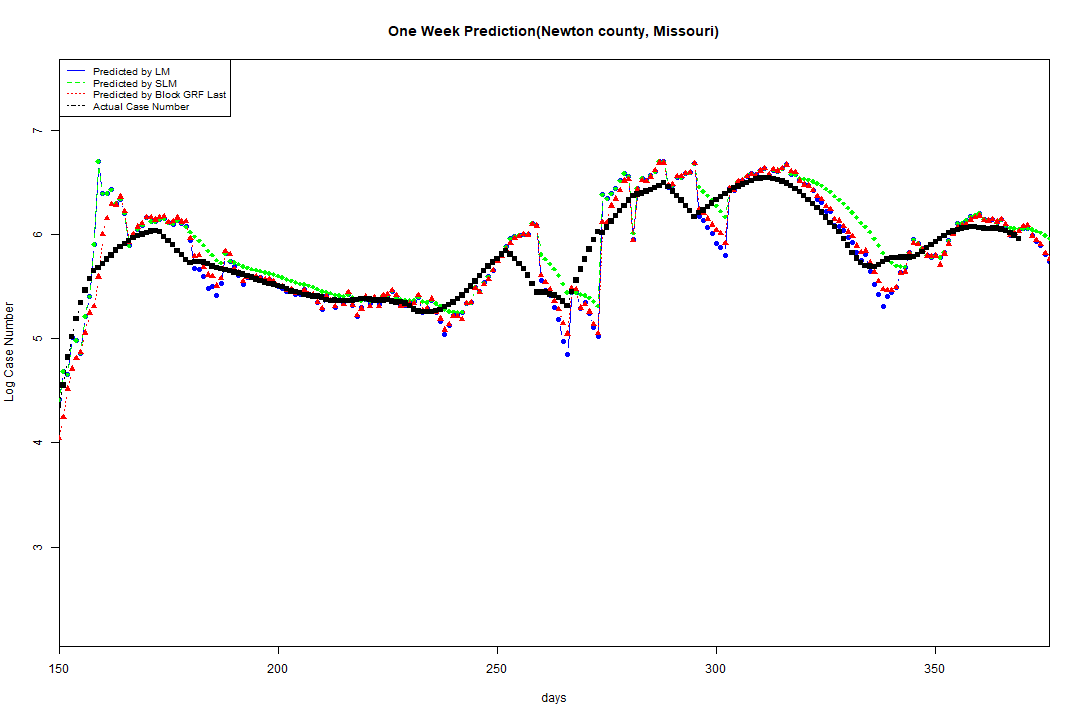 One Week Prediction(Newton county, Missouri)
Predicted by LM
Predicted by SLM
Predicted by Block GRF Last
Actual Case Number
7
6
5
4
3
Log Case Number
150 200 250 300 350
days